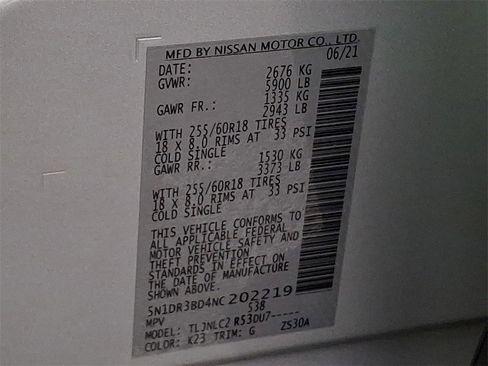 MFD BY NISSAN MOTOR CO., LTD.
DATE: 06/21
GVWR: 2676 KG
5900 LB
GAWR FR.: 1335 KG
2943 LB
WITH 255/60R18 TIRES
18 X 8.0 RIMS AT 33 PSI
COLD SINGLE
GAWR RR.: 1530 KG
3373 LB
WITH 255/60R18 TIRES
18 X 8.0 RIMS AT 33 PSI
COLD SINGLE
THIS VEHICLE CONFORMS TO
ALL APPLICABLE FEDERAL
MOTOR VEHICLE SAFETY AND
THEFT PREVENTION
STANDARDS IN EFFECT ON
THE DATE OF MANUFACTURE
SHOWN ABOVE.
5N1DR3BD4NC202219
MPV 538
MODEL: TLJNLC2 R53DU7-----
COLOR: K23 TRIM: G ZS30A